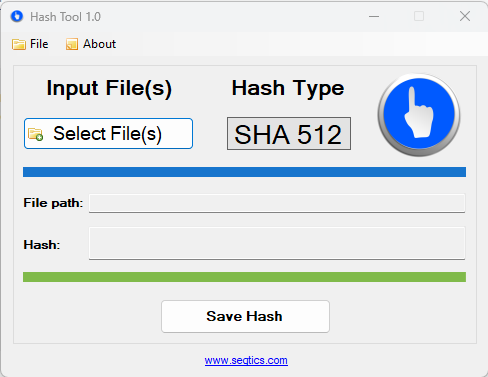 Hash Tool 1.0
File About
Input File(s) Hash Type
Select File(s) SHA 512
File path:
Hash:
Save Hash
www.seqtics.com